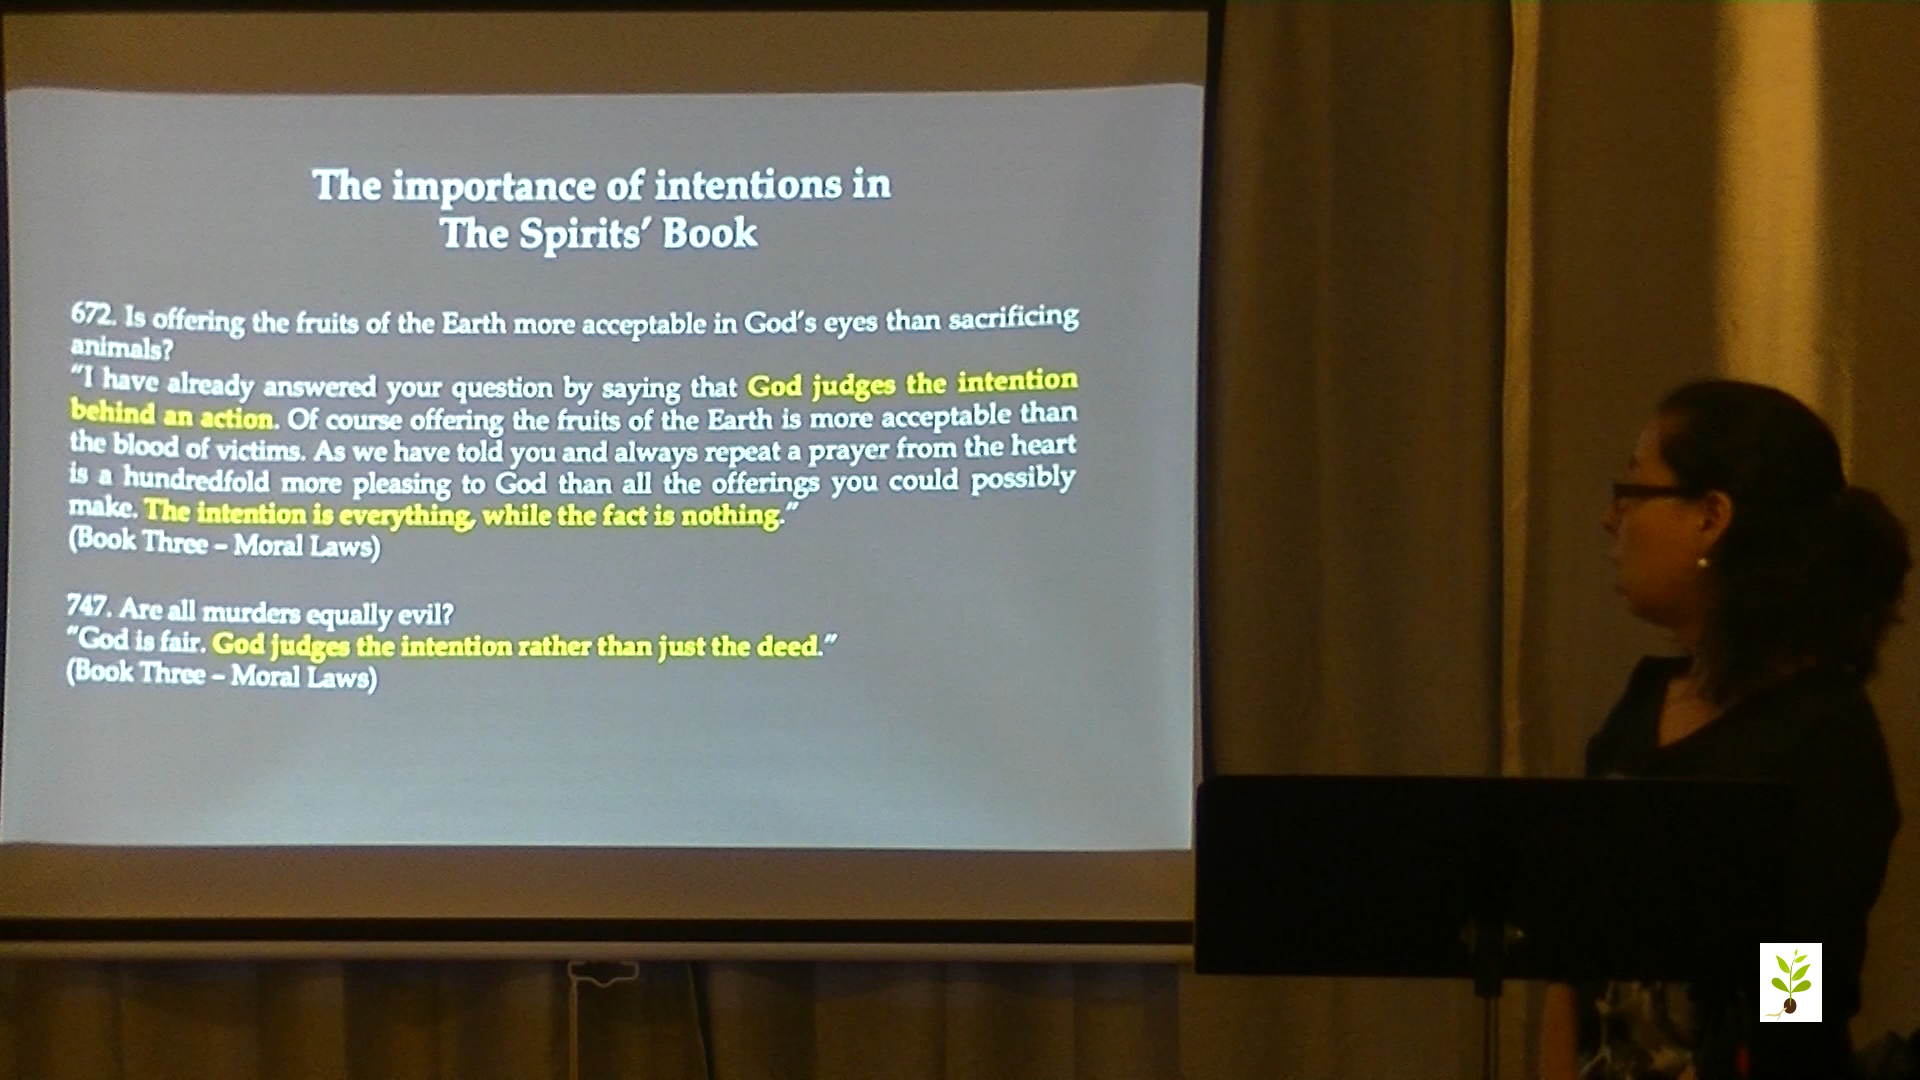 The importance of intentions in
The Spirits' Book
672. Is offering the fruits of the Earth more acceptable in God's eyes than sacrificing
animals?
"I have already answered your question by saying that God judges the intention
behind an action. Of course offering the fruits of the Earth is more acceptable than
the blood of victims. As we have told you and always repeat a prayer from the heart
is a hundredfold more pleasing to God than all the offerings you could possibly
make. The intention is everything, while the fact is nothing."
(Book Three – Moral Laws)
747. Are all murders equally evil?
"God is fair. God judges the intention rather than just the deed."
(Book Three – Moral Laws)